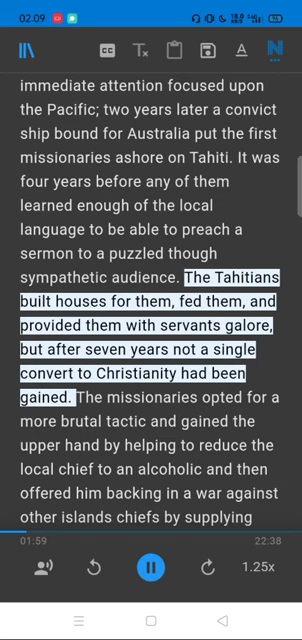 02.09
18.0
CC
immediate attention focused upon
the Pacific; two years later a convict
ship bound for Australia put the first
missionaries ashore on Tahiti. It was
four years before any of them
learned enough of the local
language to be able to preach a
sermon to a puzzled though
sympathetic audience. The Tahitians
built houses for them, fed them, and
provided them with servants galore,
but after seven years not a single
convert to Christianity had been
gained. The missionaries opted for a
more brutal tactic and gained the
upper hand by helping to reduce the
local chief to an alcoholic and then
offered him backing in a war against
other islands chiefs by supplying
01:59 22:38
1.25x